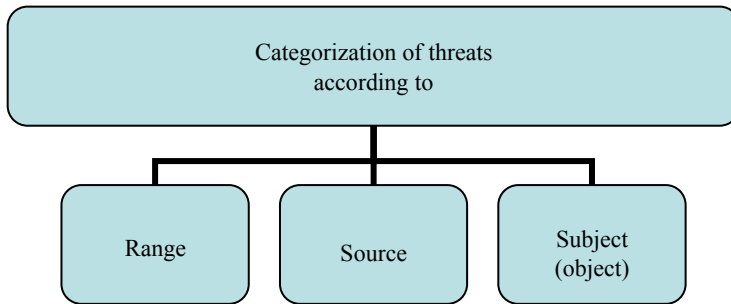 Categorization of threats
according to
Range
Source
Subject
(object)